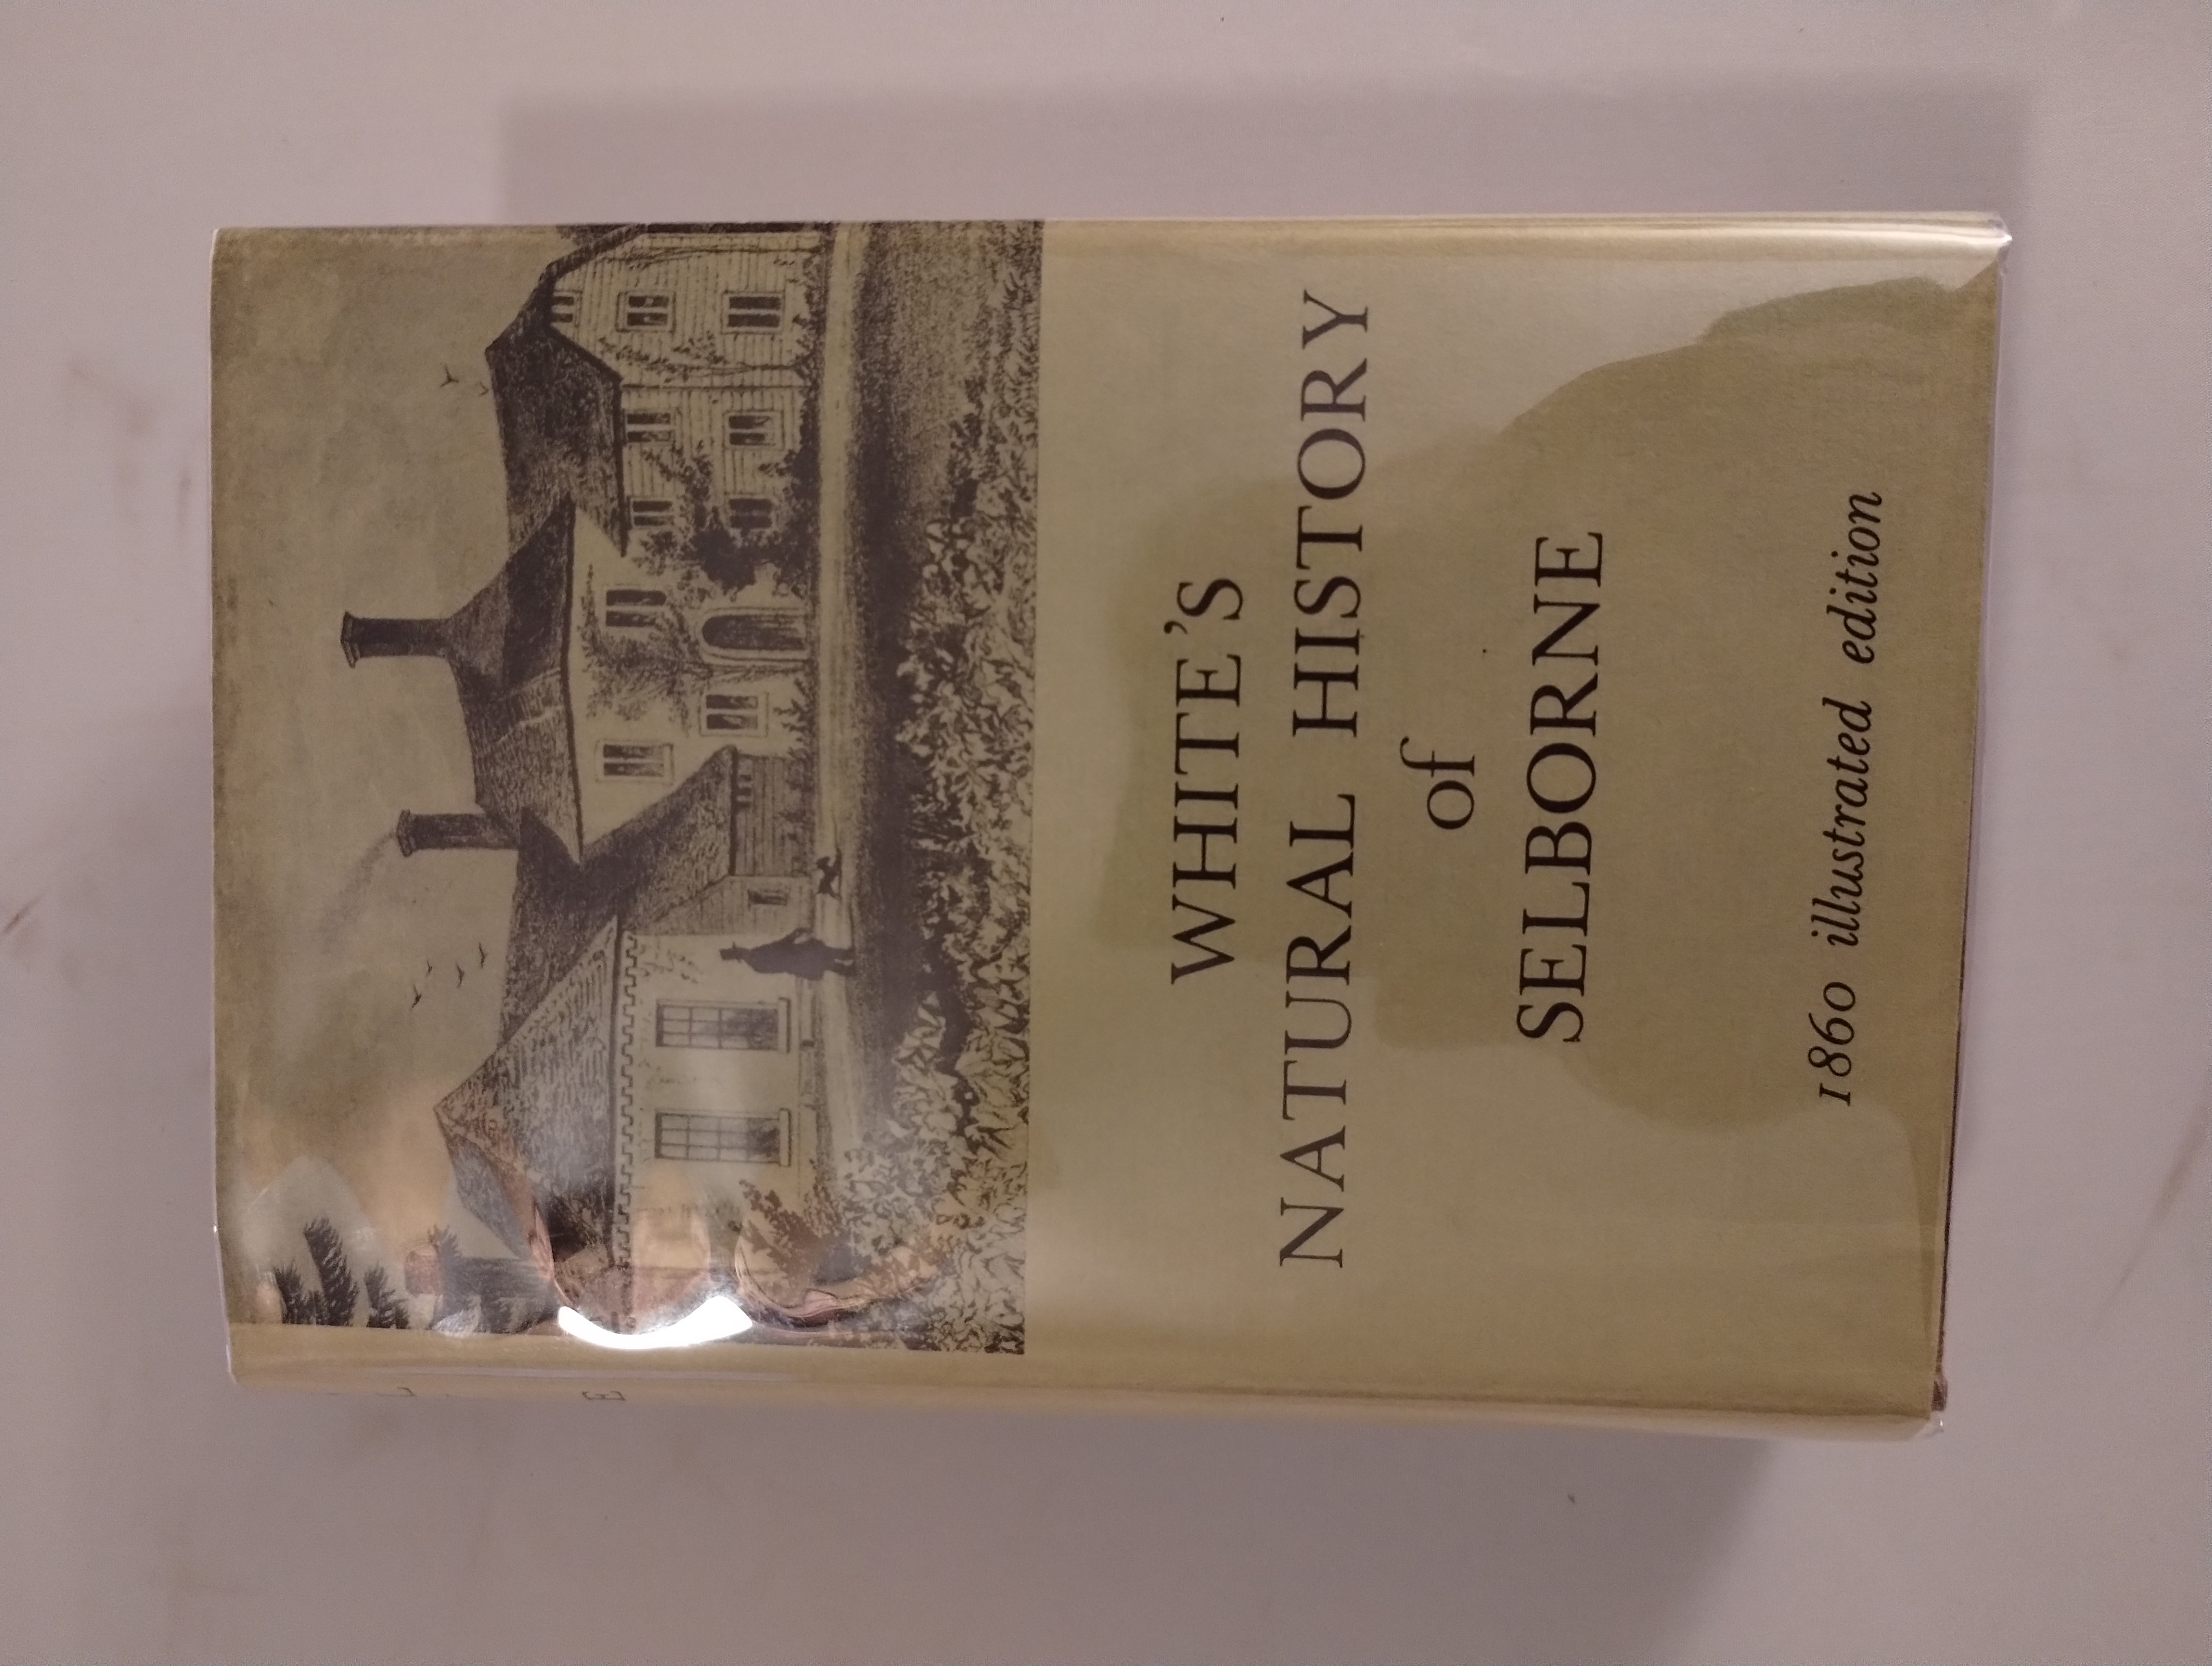 WHITE'S
NATURAL HISTORY
of
SELBORNE
1860 illustrated edition